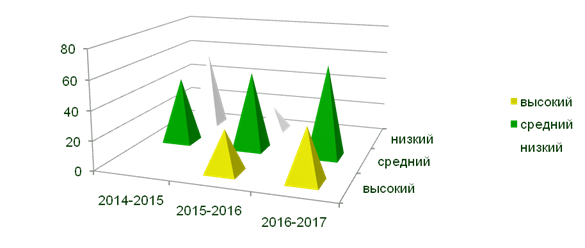 80
60
40
20
0
2014-2015
2015-2016
2016-2017
низкий
средний
высокий
высокий
средний
низкий